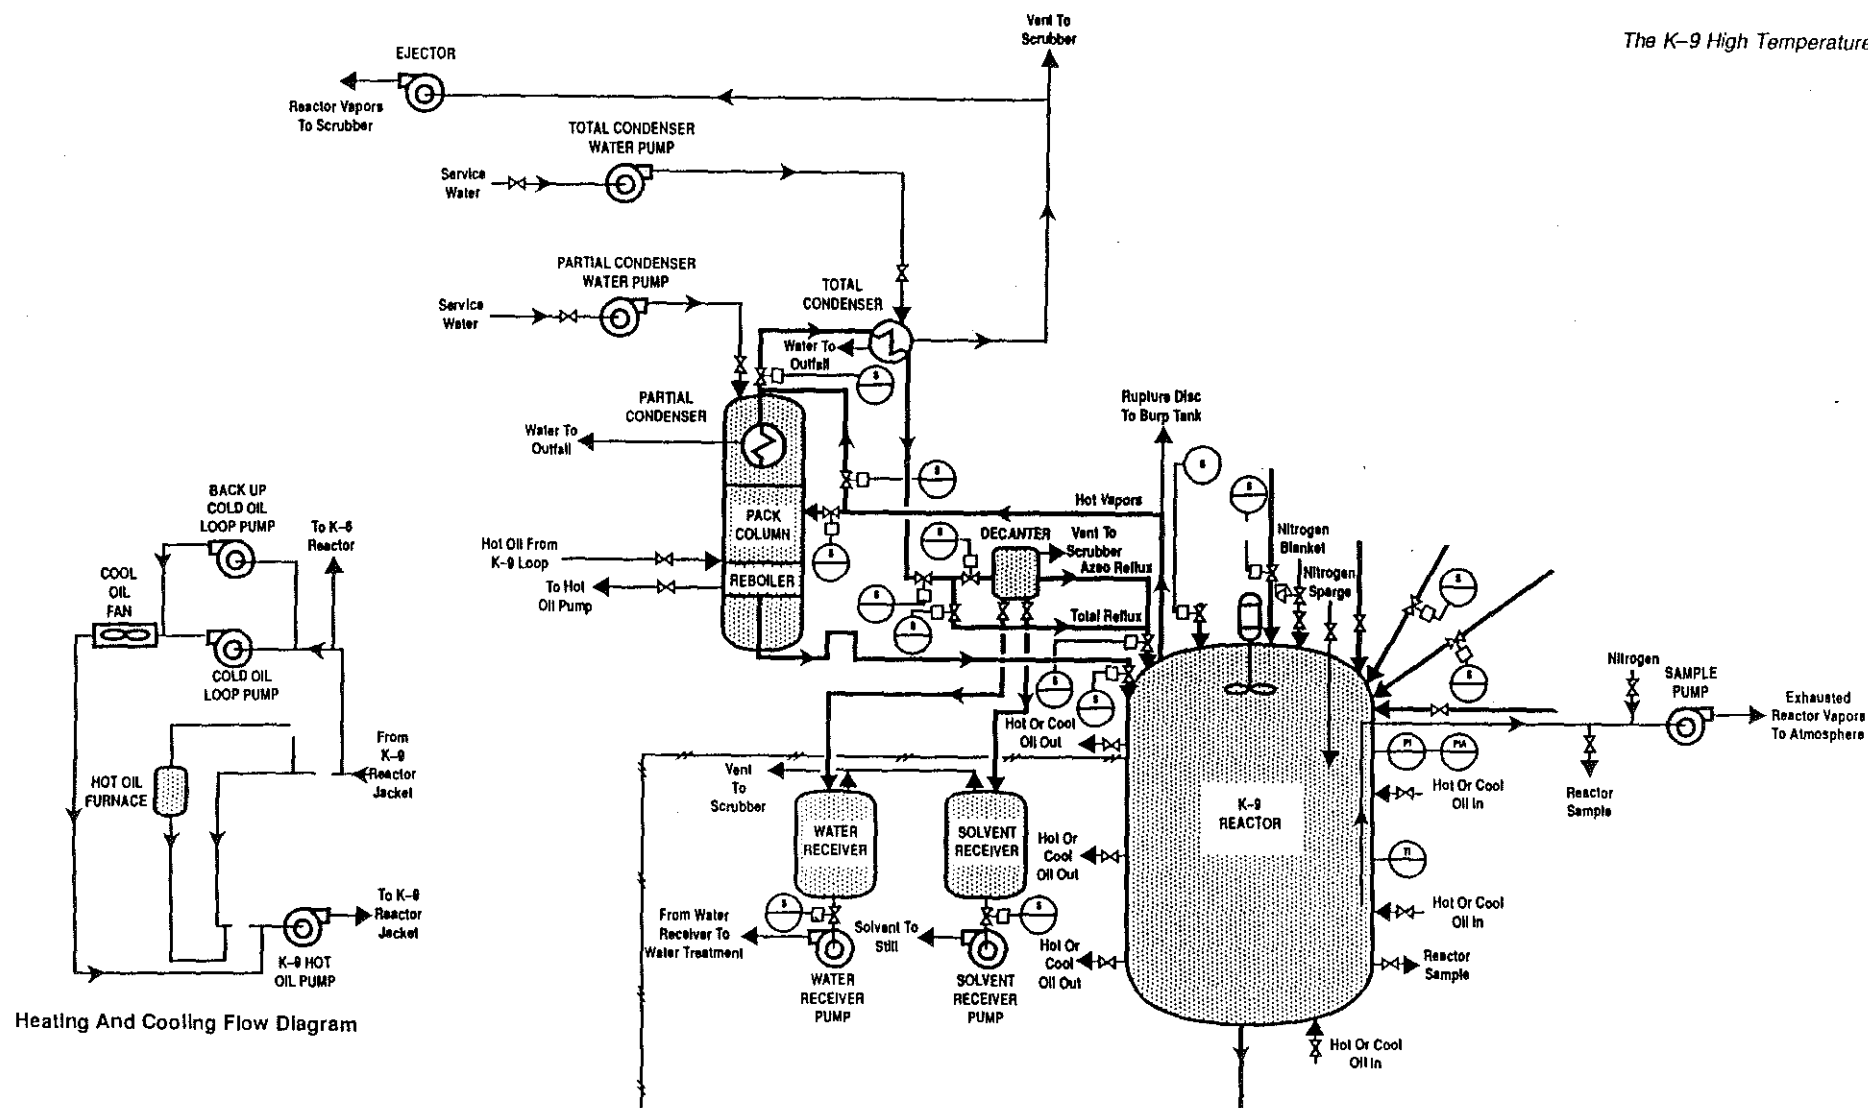 The K-9 High Temperature
Vent To
Scrubber
EJECTOR
Reactor Vapors
To Scrubber
TOTAL CONDENSER
WATER PUMP
Service
Water
PARTIAL CONDENSER
WATER PUMP
Service
Water
TOTAL
CONDENSER
Water To
Outfall
S
PARTIAL
CONDENSER
Water To
Outfall
Rupture Disc
To Burp Tank
S
S
S
Hot Vapors
PACK
COLUMN
Hot Oil From
K-9 Loop
REBOILER
To Hot
Oil Pump
S
S
DECANTER
Vent To
Scrubber
Azeo Reflux
Total Reflux
S
S
S
S
Nitrogen
Blanket
Nitrogen
Sparge
S
S
Nitrogen
SAMPLE
PUMP
Exhausted
Reactor Vapors
To Atmosphere
Reactor
Sample
PI
PIA
Hot Or Cool
Oil In
TI
Hot Or Cool
Oil In
Reactor
Sample
Hot Or Cool
Oil In
K-9
REACTOR
Hot Or Cool
Oil Out
Hot Or
Cool
Oil Out
Hot Or
Cool
Oil Out
Vent
To
Scrubber
WATER
RECEIVER
SOLVENT
RECEIVER
S
S
From Water
Receiver To
Water Treatment
Solvent To
Still
WATER
RECEIVER
PUMP
SOLVENT
RECEIVER
PUMP
BACK UP
COLD OIL
LOOP PUMP
To K-6
Reactor
COOL
OIL
FAN
COLD OIL
LOOP PUMP
HOT OIL
FURNACE
From
K-9
Reactor
Jacket
To K-9
Reactor
Jacket
K-9 HOT
OIL PUMP
Heating And Cooling Flow Diagram